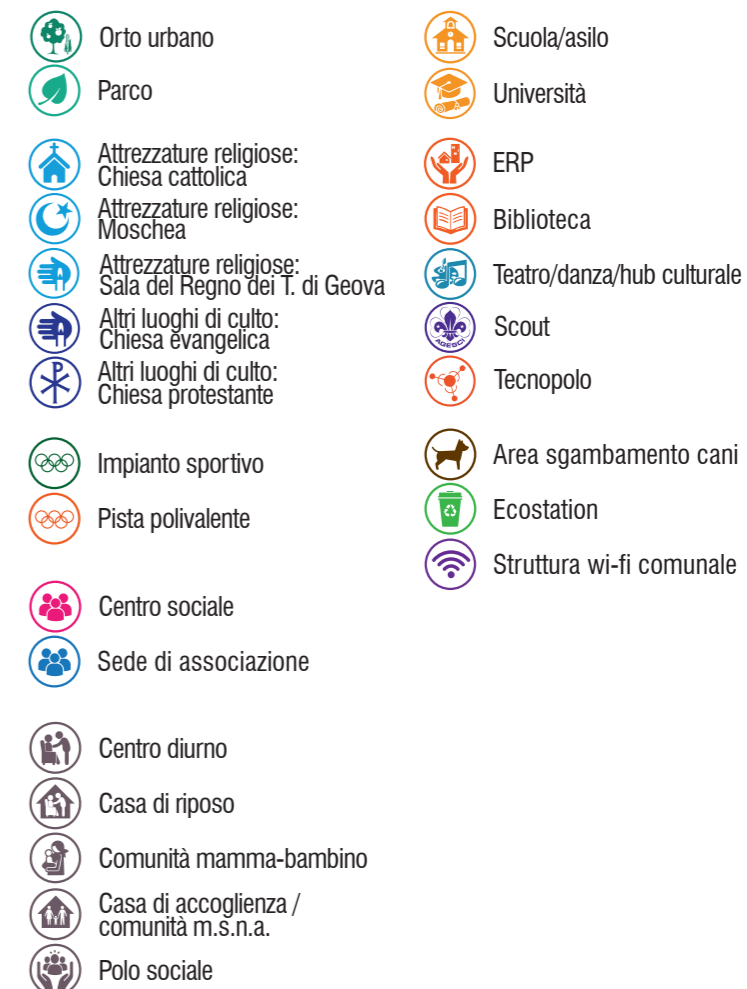 Orto urbano
Parco
Attrezzature religiose:
Chiesa cattolica
Attrezzature religiose:
Moschea
Attrezzature religiose:
Sala del Regno dei T. di Geova
Altri luoghi di culto:
Chiesa evangelica
Altri luoghi di culto:
Chiesa protestante
Impianto sportivo
Pista polivalente
Centro sociale
Sede di associazione
Centro diurno
Casa di riposo
Comunità mamma-bambino
Casa di accoglienza /
comunità m.s.n.a.
Polo sociale
Scuola/asilo
Università
ERP
Biblioteca
Teatro/danza/hub culturale
AGESCI
Scout
Tecnopolo
Area sgambamento cani
Ecostation
Struttura wi-fi comunale